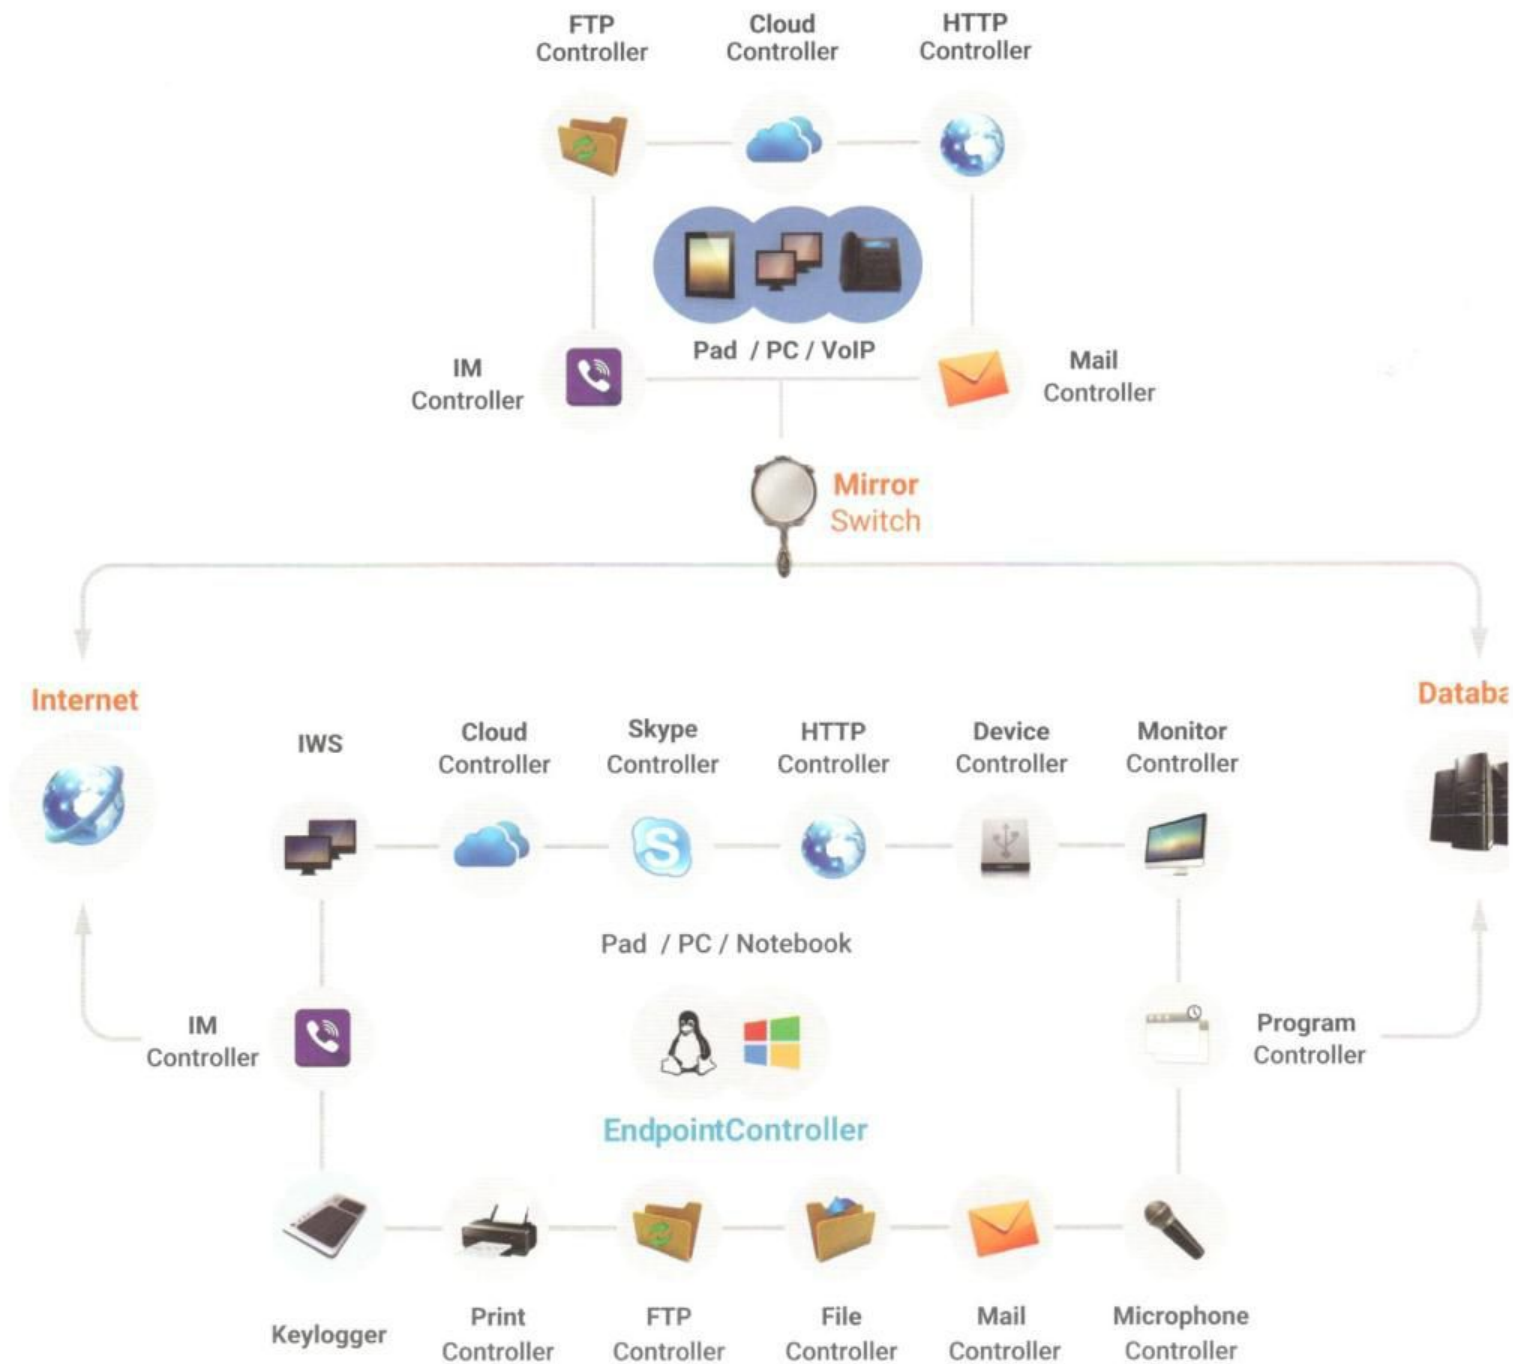 FTP
Controller
Cloud
Controller
HTTP
Controller
Pad / PC / VoIP
IM
Controller
Mail
Controller
Mirror
Switch
Internet
Databa
IWS
Cloud
Controller
Skype
Controller
HTTP
Controller
Device
Controller
Monitor
Controller
S
Pad / PC / Notebook
IM
Controller
Program
Controller
EndpointController
Keylogger
Print
Controller
FTP
Controller
File
Controller
Mail
Controller
Microphone
Controller